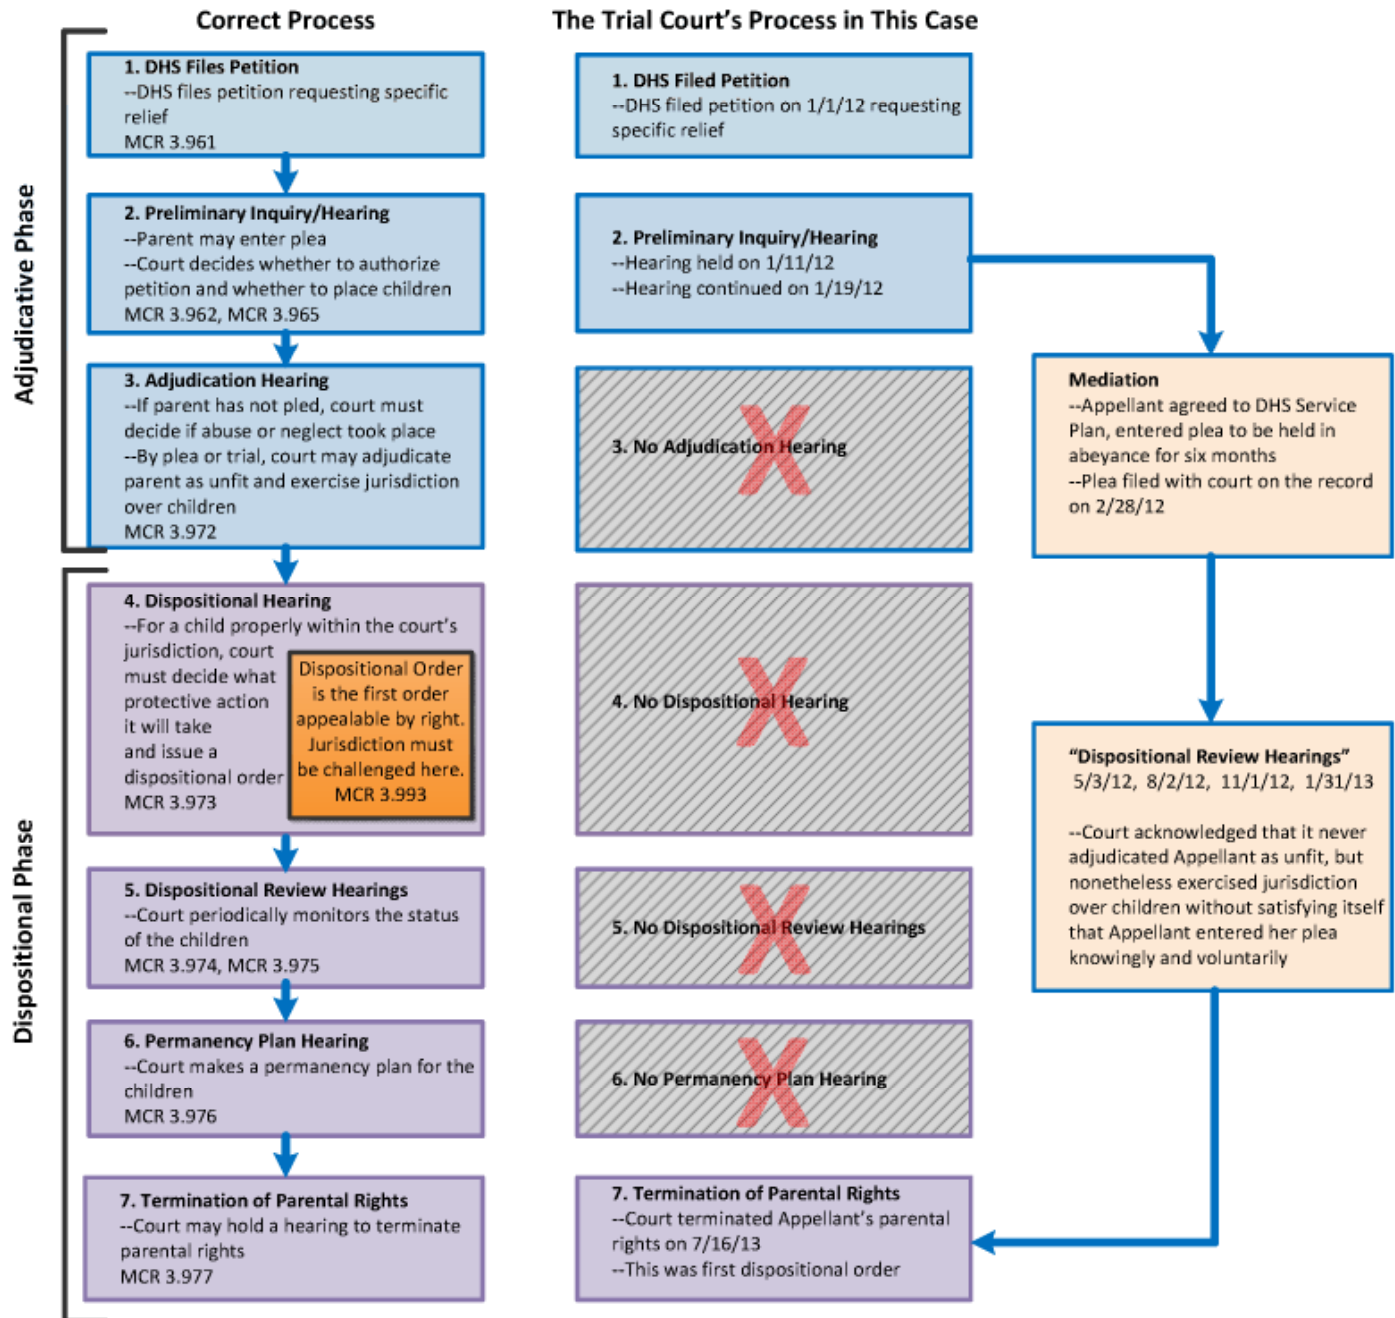 Correct Process
The Trial Court's Process in This Case
Adjudicative Phase
1. DHS Files Petition
--DHS files petition requesting specific
relief
MCR 3.961
2. Preliminary Inquiry/Hearing
--Parent may enter plea
--Court decides whether to authorize
petition and whether to place children
MCR 3.962, MCR 3.965
3. Adjudication Hearing
--If parent has not pled, court must
decide if abuse or neglect took place
--By plea or trial, court may adjudicate
parent as unfit and exercise jurisdiction
over children
MCR 3.972
Dispositional Phase
4. Dispositional Hearing
--For a child properly within the court's
jurisdiction, court
must decide what
protective action
it will take
and issue a
dispositional order
MCR 3.973
Dispositional Order
is the first order
appealable by right.
Jurisdiction must
be challenged here.
MCR 3.993
5. Dispositional Review Hearings
--Court periodically monitors the status
of the children
MCR 3.974, MCR 3.975
6. Permanency Plan Hearing
--Court makes a permanency plan for the
children
MCR 3.976
7. Termination of Parental Rights
--Court may hold a hearing to terminate
parental rights
MCR 3.977
1. DHS Filed Petition
--DHS filed petition on 1/1/12 requesting
specific relief
2. Preliminary Inquiry/Hearing
--Hearing held on 1/11/12
--Hearing continued on 1/19/12
3. No Adjudication Hearing
X
4. No Dispositional Hearing
X
5. No Dispositional Review Hearings
X
6. No Permanency Plan Hearing
X
7. Termination of Parental Rights
--Court terminated Appellant's parental
rights on 7/16/13
--This was first dispositional order
Mediation
--Appellant agreed to DHS Service
Plan, entered plea to be held in
abeyance for six months
--Plea filed with court on the record
on 2/28/12
"Dispositional Review Hearings"
5/3/12, 8/2/12, 11/1/12, 1/31/13
--Court acknowledged that it never
adjudicated Appellant as unfit, but
nonetheless exercised jurisdiction
over children without satisfying itself
that Appellant entered her plea
knowingly and voluntarily